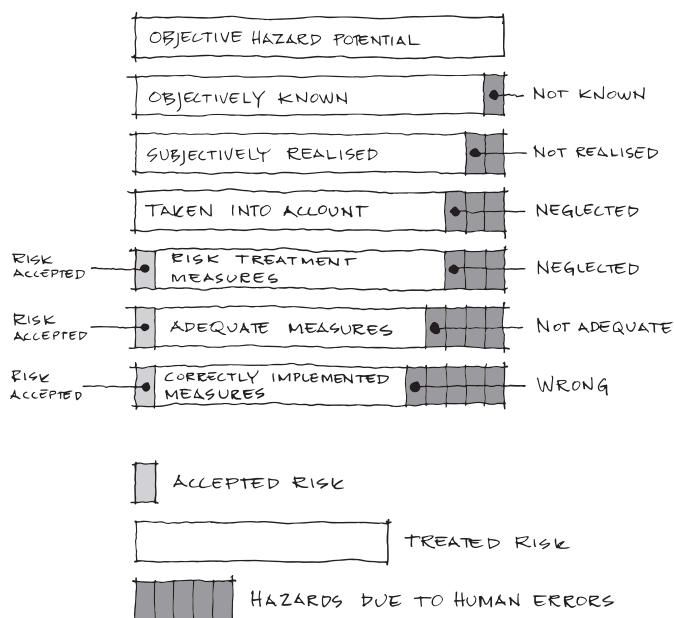 OBJECTIVE HAZARD POTENTIAL
OBJECTIVELY KNOWN
NOT KNOWN
SUBJECTIVELY REALISED
NOT REALISED
TAKEN INTO ACCOUNT
NEGLECTED
RISK
ACCEPTED
RISK TREATMENT
MEASURES
NEGLECTED
RISK
ACCEPTED
ADEQUATE MEASURES
NOT ADEQUATE
RISK
ACCEPTED
CORRECTLY IMPLEMENTED
MEASURES
WRONG
ACCEPTED RISK
TREATED RISK
HAZARDS DUE TO HUMAN ERRORS